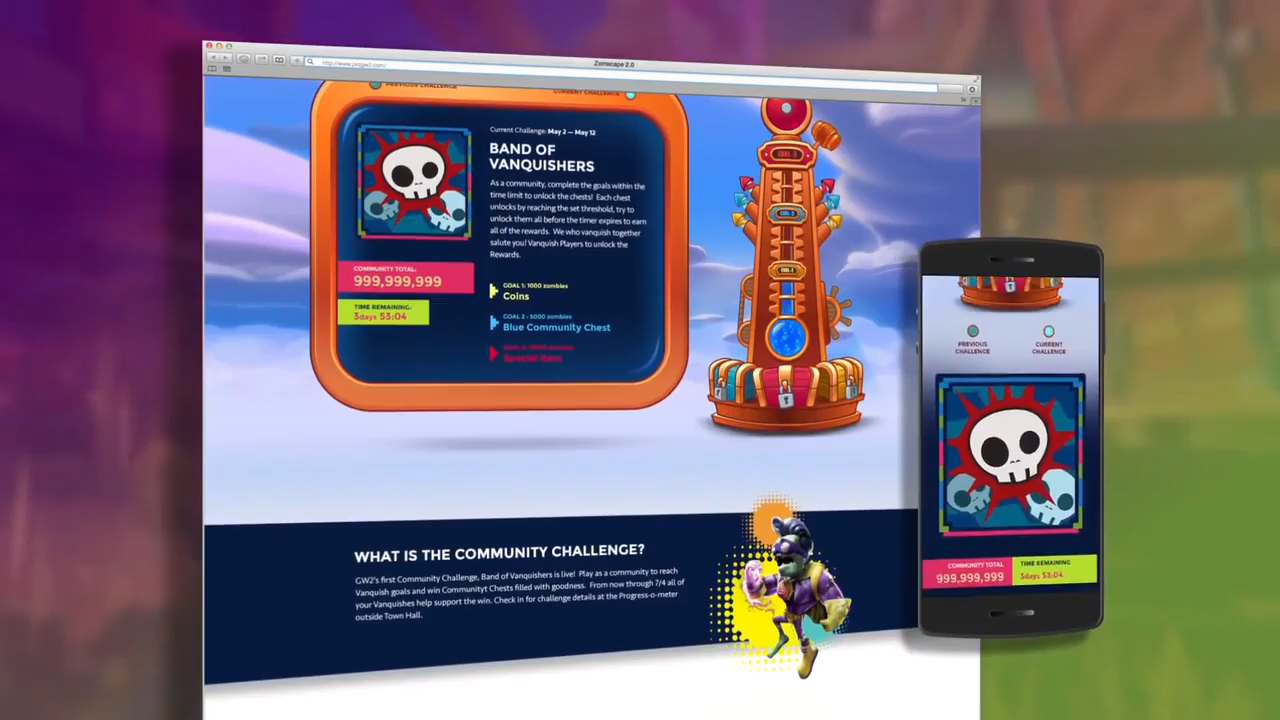 Zomscape 2.0
PREVIOUS CHALLENGE
CURRENT CHALLENGE
Current Challenge: May 2 — May 12
BAND OF
VANQUISHERS
As a community, complete the goals within the
time limit to unlock the chests! Each chest
unlocks by reaching the set threshold, try to
unlock them all before the timer expires to earn
all of the rewards. We who vanquish together
salute you! Vanquish Players to unlock the
Rewards.
COMMUNITY TOTAL:
999,999,999
TIME REMAINING:
3days 53:04
GOAL 1: 1000 zombies
Coins
GOAL 2 : 5000 zombies
Blue Community Chest
Special Item
GOAL-3
GOAL-2
GOAL-1
WHAT IS THE COMMUNITY CHALLENGE?
GW2's first Community Challenge, Band of Vanquishers is live! Play as a community to reach
Vanquish goals and win Communityt Chests filled with goodness. From now through 7/4 all of
your Vanquishes help support the win. Check in for challenge details at the Progress-o-meter
outside Town Hall.
PREVIOUS
CHALLENGE
CURRENT
CHALLENGE
COMMUNITY TOTAL
999,999,999
TIME REMAINING:
3days 53:04